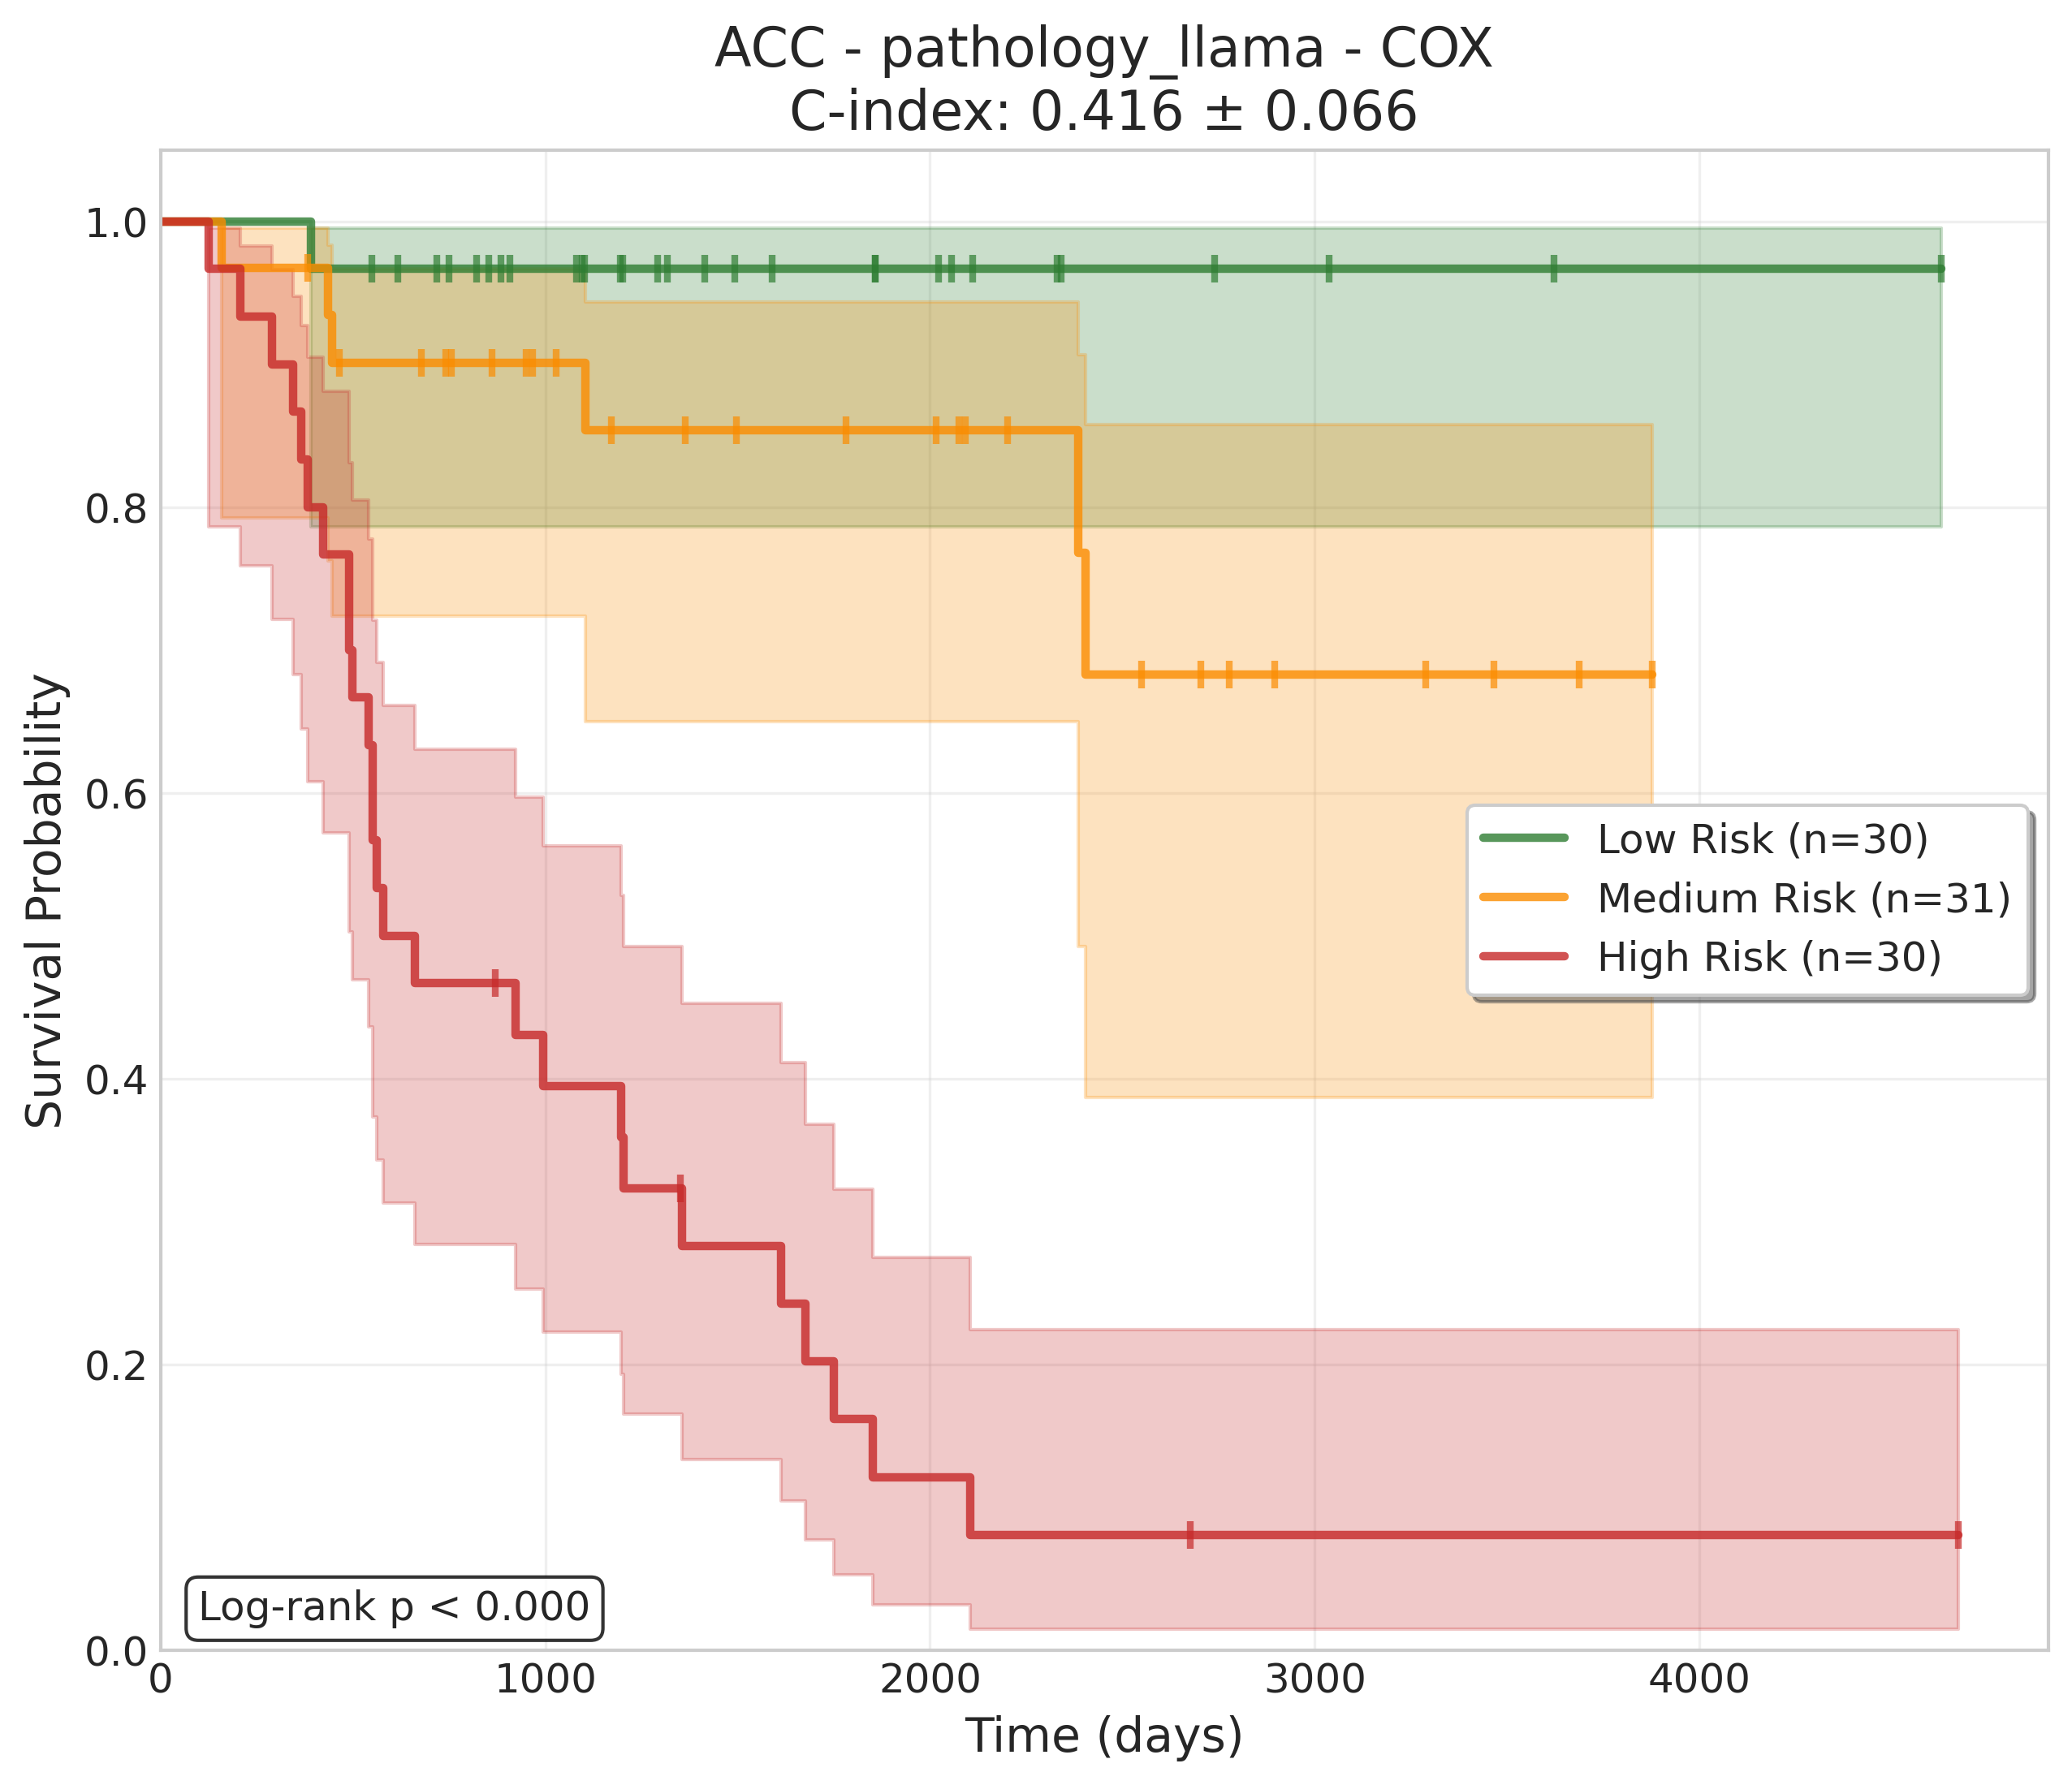 ACC - pathology_llama - COX
C-index: 0.416 ± 0.066
Survival Probability
1.0
0.8
0.6
0.4
0.2
0.0
Low Risk (n=30)
Medium Risk (n=31)
High Risk (n=30)
Log-rank p < 0.000
0 1000 2000 3000 4000
Time (days)